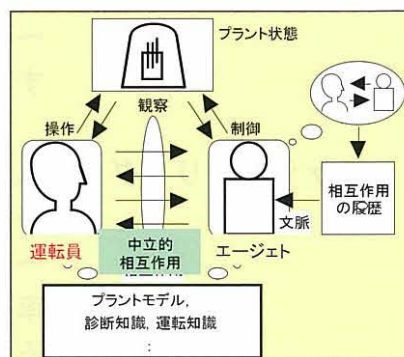 プラント状態
観察
操作
制御
運転員
中立的
相互作用
エージェト
文脈
相互作用
の履歴
プラントモデル,
診断知識, 運転知識
: